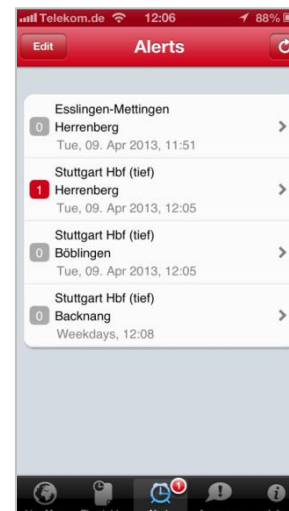 Telekom.de 12:06 88%
Edit Alerts
Esslingen-Mettingen
0 Herrenberg
Tue, 09. Apr 2013, 11:51
Stuttgart Hbf (tief)
1 Herrenberg
Tue, 09. Apr 2013, 12:05
Stuttgart Hbf (tief)
0 Böblingen
Tue, 09. Apr 2013, 12:05
Stuttgart Hbf (tief)
0 Backnang
Weekdays, 12:08
1